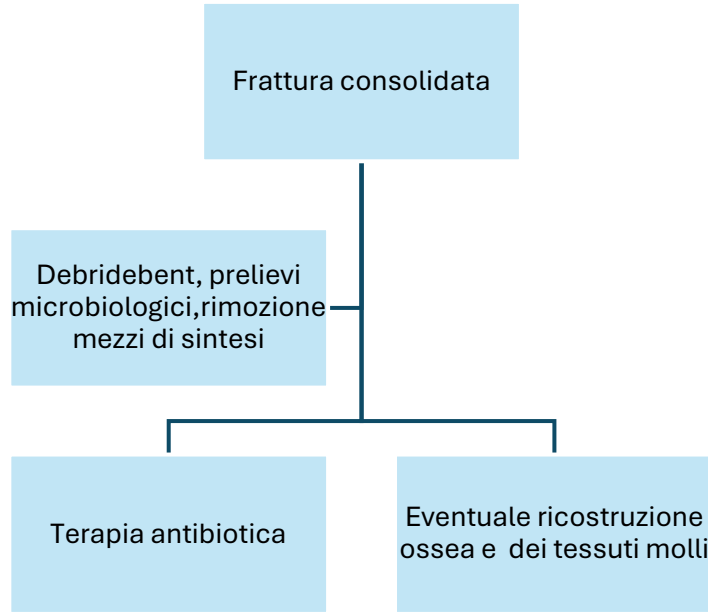 Frattura consolidata
Debridebent, prelievi
microbiologici,rimozione
mezzi di sintesi
Terapia antibiotica
Eventuale ricostruzione
ossea e  dei tessuti molli